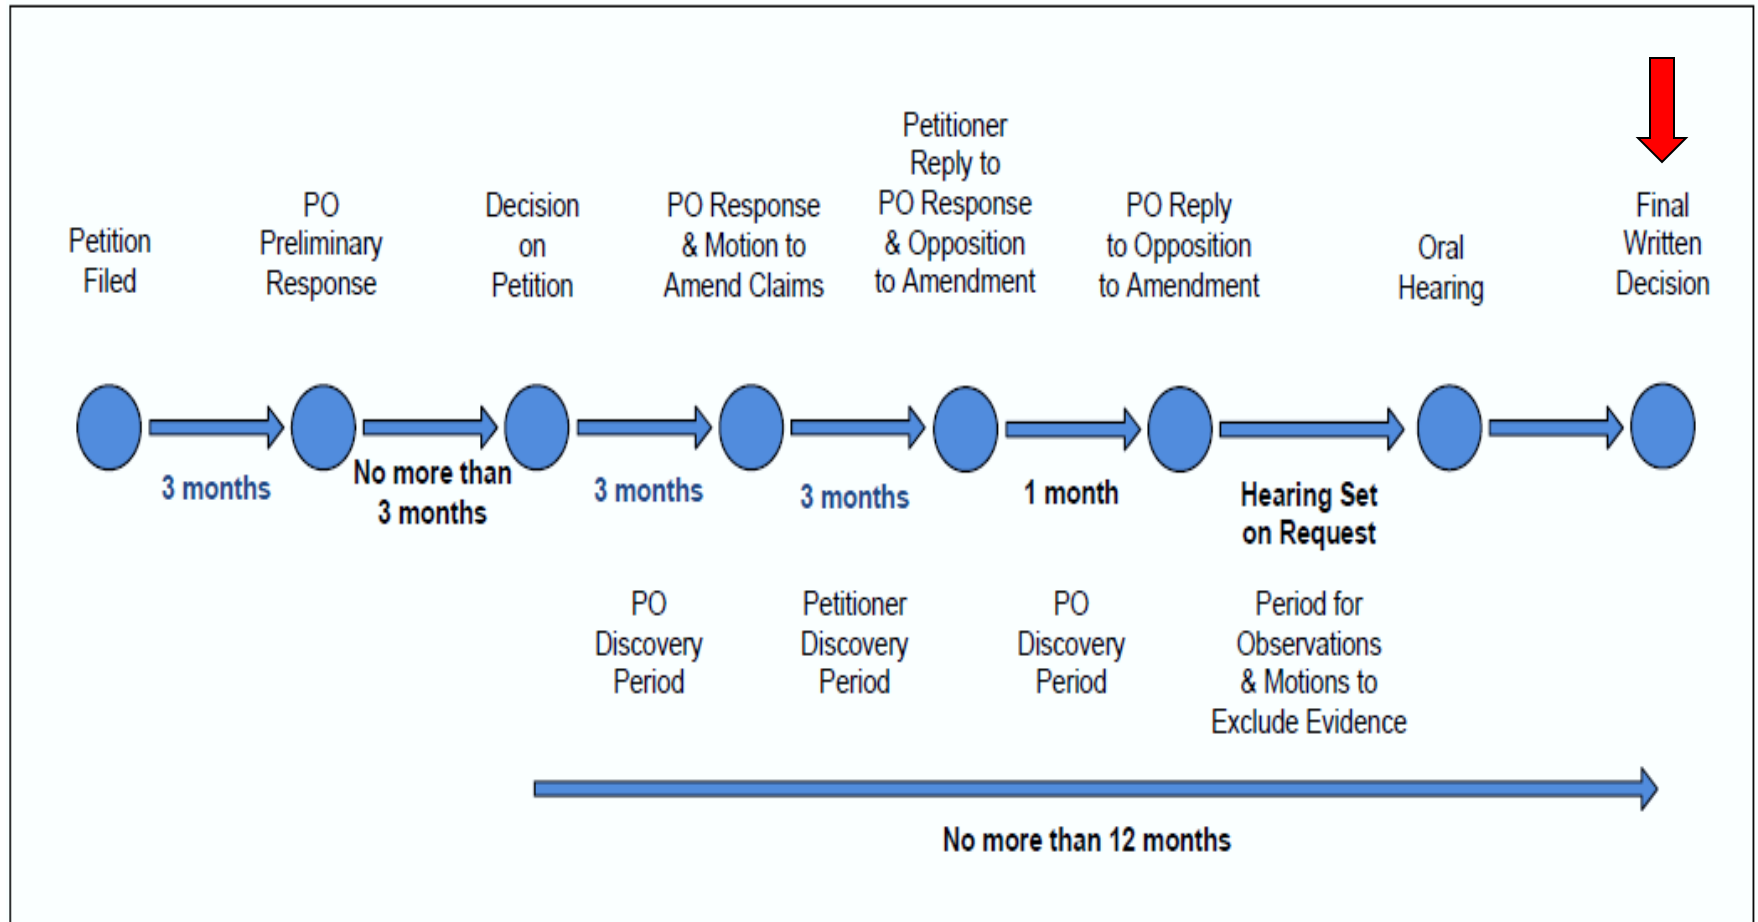 Petition
Filed
PO
Preliminary
Response
Decision
on
Petition
PO Response
& Motion to
Amend Claims
Petitioner
Reply to
PO Response
& Opposition
to Amendment
PO Reply
to Opposition
to Amendment
Oral
Hearing
Final
Written
Decision
3 months
No more than
3 months
3 months
3 months
1 month
Hearing Set
on Request
PO
Discovery
Period
Petitioner
Discovery
Period
PO
Discovery
Period
Period for
Observations
& Motions to
Exclude Evidence
No more than 12 months